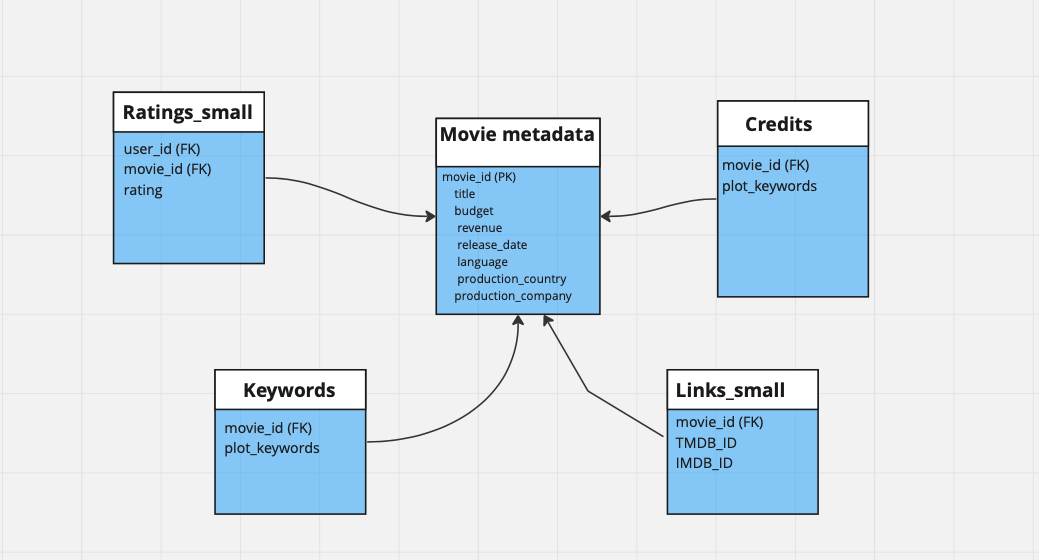 Ratings_small
user_id (FK)
movie_id (FK)
rating
Movie metadata
movie_id (PK)
title
budget
revenue
release_date
language
production_country
production_company
Credits
movie_id (FK)
plot_keywords
Keywords
movie_id (FK)
plot_keywords
Links_small
movie_id (FK)
TMDB_ID
IMDB_ID